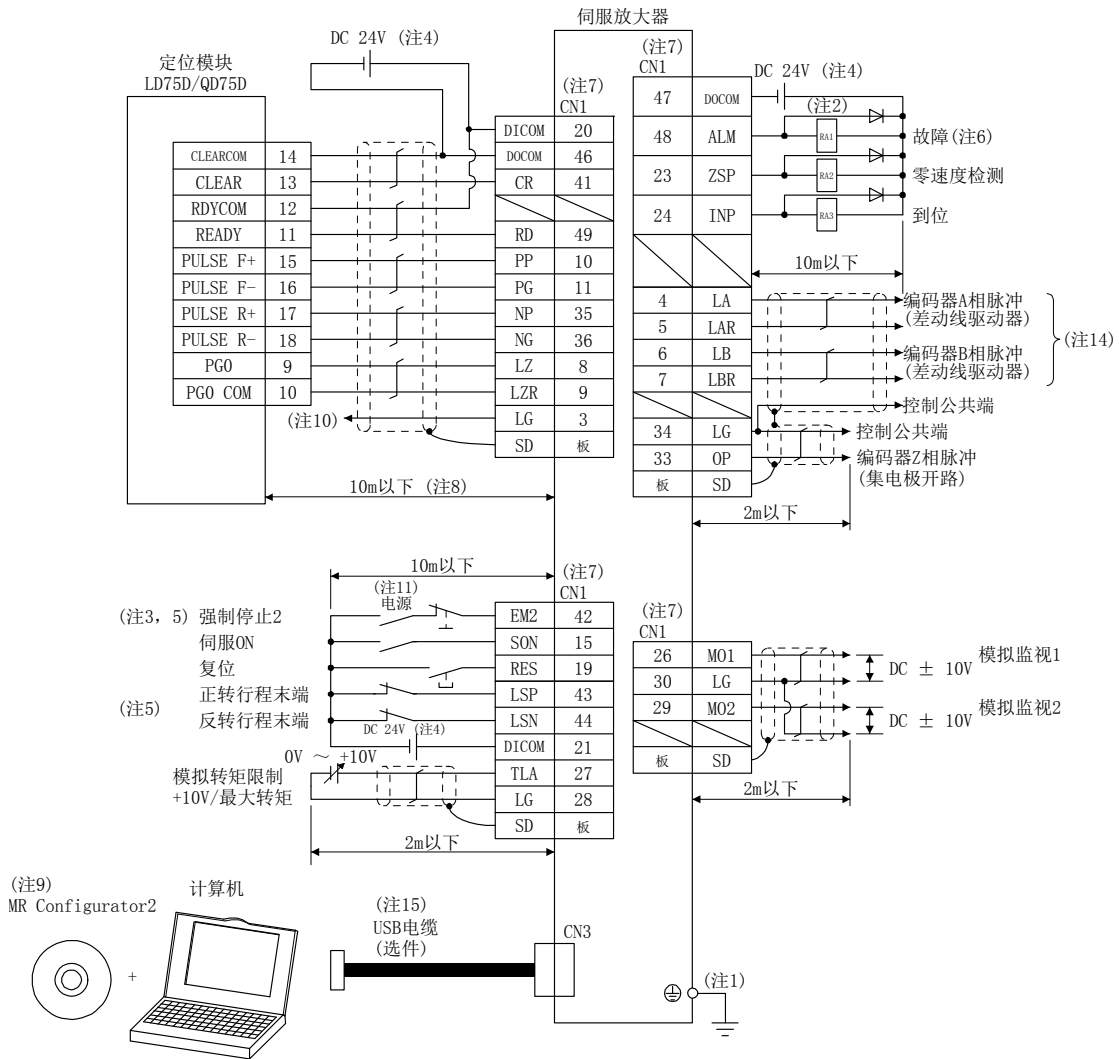 伺服放大器
DC 24V (注4)
定位模块
LD75D/QD75D
(注7)
CN1
DICOM 20
CLEARCOM 14 DOCOM 46
CLEAR 13 CR 41
RDYCOM 12
READY 11 RD 49
PULSE F+ 15 PP 10
PULSE F- 16 PG 11
PULSE R+ 17 NP 35
PULSE R- 18 NG 36
PG0 9 LZ 8
PG0 COM 10 LZR 9
(注10) LG 3
SD 板
10m以下 (注8)
(注7)
CN1
DC 24V (注4)
47 DOCOM
(注2)
48 ALM RA1 故障(注6)
23 ZSP RA2 零速度检测
24 INP RA3 到位
10m以下
4 LA 编码器A相脉冲
5 LAR (差动线驱动器)
6 LB 编码器B相脉冲
7 LBR (差动线驱动器)
(注14)
控制公共端
34 LG 控制公共端
33 OP 编码器Z相脉冲
(集电极开路)
板 SD
2m以下
10m以下
(注7)
CN1
(注11)
电源
(注3, 5) 强制停止2 EM2 42
伺服ON SON 15
复位 RES 19
正转行程末端 LSP 43
(注5)
反转行程末端 LSN 44
DC 24V (注4)
DICOM 21
0V ～ +10V
模拟转矩限制 TLA 27
+10V/最大转矩 LG 28
SD 板
2m以下
(注7)
CN1
26 MO1 模拟监视1
DC ± 10V
30 LG
29 MO2 模拟监视2
DC ± 10V
板 SD
2m以下
(注9)
MR Configurator2
计算机
+
(注15)
USB电缆
(选件)
CN3
(注1)